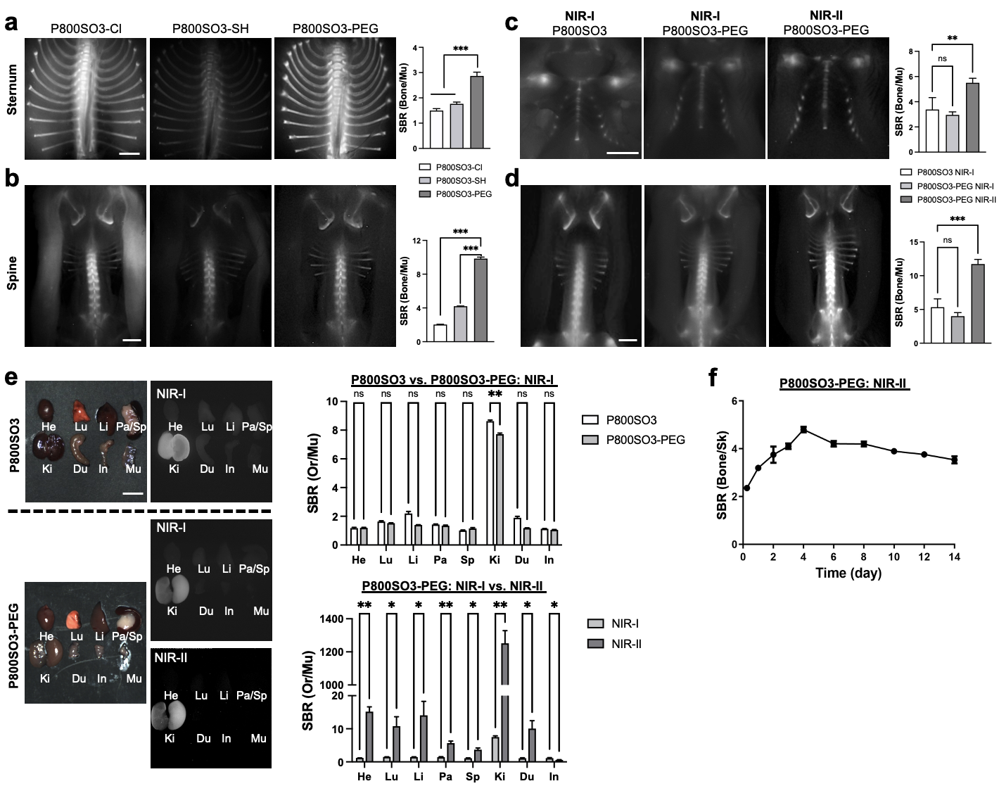 a
P800SO3-Cl
P800SO3-SH
P800SO3-PEG
Sternum
SBR (Bone/Mu)
4
3
2
1
0
***
P800SO3-Cl
P800SO3-SH
P800SO3-PEG
b
Spine
SBR (Bone/Mu)
12
8
4
0
***
***
c
NIR-I
P800SO3
NIR-I
P800SO3-PEG
NIR-II
P800SO3-PEG
SBR (Bone/Mu)
8
6
4
2
0
**
ns
P800SO3 NIR-I
P800SO3-PEG NIR-I
P800SO3-PEG NIR-II
d
SBR (Bone/Mu)
15
10
5
0
***
ns
e
P800SO3
He Lu Li Pa/Sp
Ki Du In Mu
NIR-I
He Lu Li Pa/Sp
Ki Du In Mu
P800SO3-PEG
He Lu Li Pa/Sp
Ki Du In Mu
NIR-I
He Lu Li Pa/Sp
Ki Du In Mu
NIR-II
He Lu Li Pa/Sp
Ki Du In Mu
P800SO3 vs. P800SO3-PEG: NIR-I
ns ns ns ns ns ** ns ns
SBR (Or/Mu)
10
8
6
4
2
0
He Lu Li Pa Sp Ki Du In
P800SO3
P800SO3-PEG
P800SO3-PEG: NIR-I vs. NIR-II
** * * ** * ** * *
SBR (Or/Mu)
1400
1200
1000
20
10
0
He Lu Li Pa Sp Ki Du In
NIR-I
NIR-II
f
P800SO3-PEG: NIR-II
SBR (Bone/Sk)
6
4
2
0
0 2 4 6 8 10 12 14
Time (day)